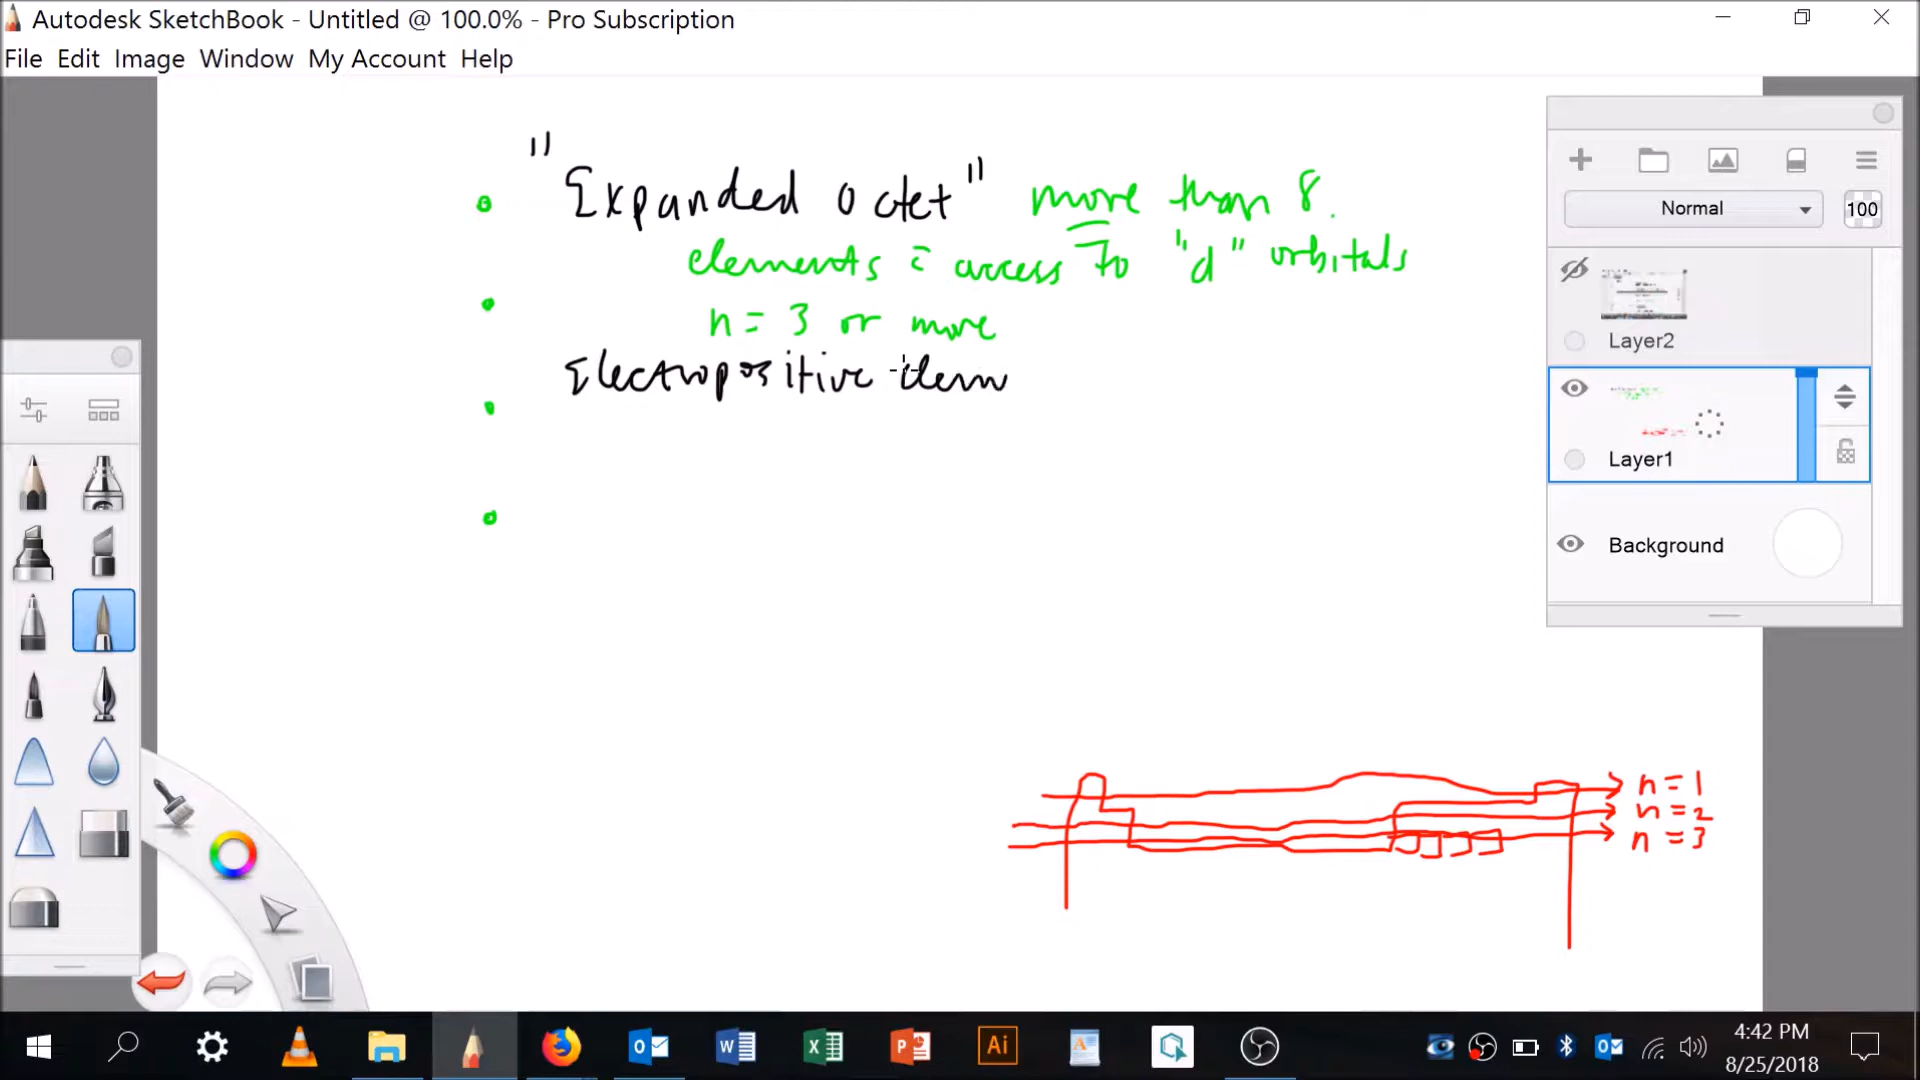 Autodesk SketchBook - Untitled @ 100.0% - Pro Subscription
File Edit Image Window My Account Help
"Expanded octet" more than 8.
elements c̄ access to "d" orbitals
n = 3 or more
Electropositive elem
Normal
100
Layer2
Layer1
Background
n = 1
n = 2
n = 3
Ai
4:42 PM
8/25/2018